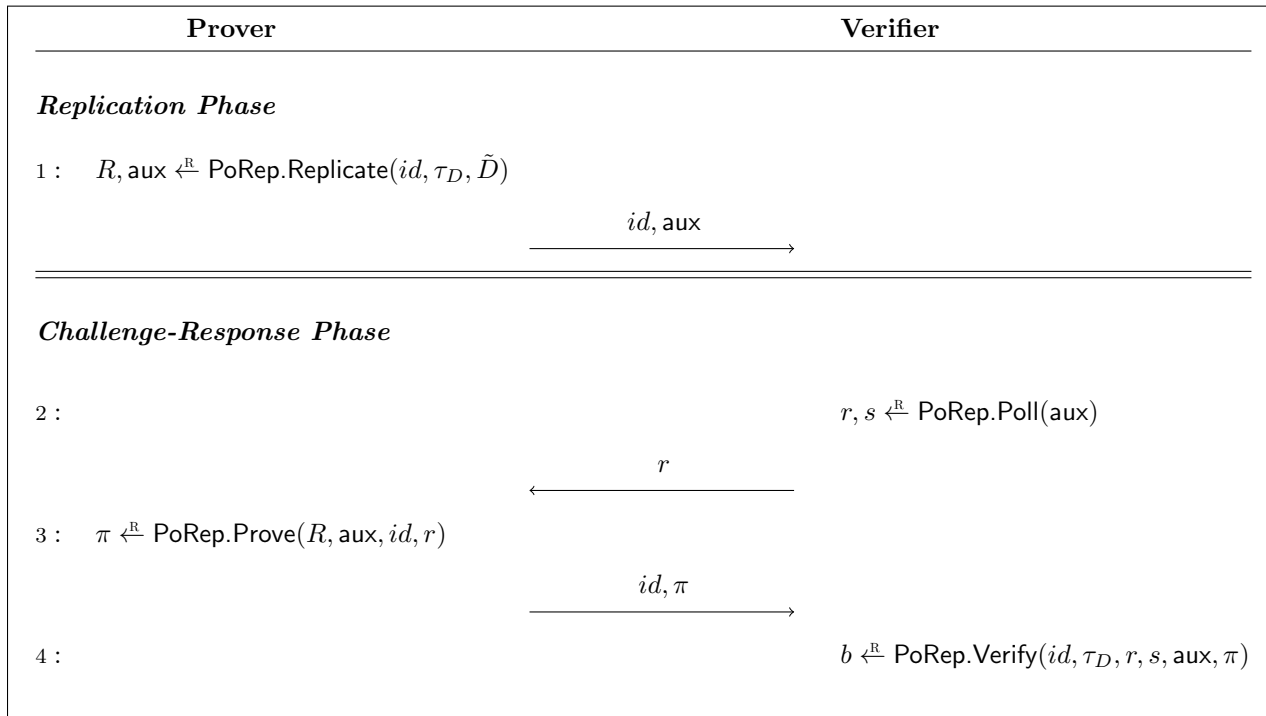 Prover Verifier
Replication Phase
1 : R, aux ←ᴿ PoRep.Replicate(id, τ_D, D̃)
id, aux
Challenge-Response Phase
2 : r, s ←ᴿ PoRep.Poll(aux)
r
3 : π ←ᴿ PoRep.Prove(R, aux, id, r)
id, π
4 : b ←ᴿ PoRep.Verify(id, τ_D, r, s, aux, π)